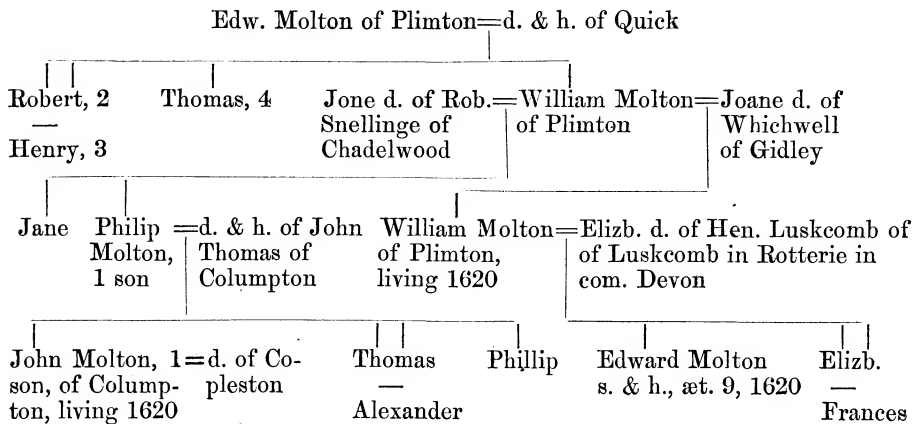 Edw. Molton of Plimton=d. & h. of Quick
Robert, 2
—
Henry, 3
Thomas, 4
Jone d. of Rob.=William Molton=Joane d. of
Snellinge of of Plimton Whichwell
Chadelwood of Gidley
Jane
Philip =d. & h. of John
Molton, Thomas of
1 son Columpton
William Molton=Elizb. d. of Hen. Luskcomb of
of Plimton, of Luskcomb in Rotterie in
living 1620 com. Devon
John Molton, 1=d. of Co-
son, of Colump- pleston
ton, living 1620
Thomas
—
Alexander
Phillip
Edward Molton
s. & h., æt. 9, 1620
Elizb.
—
Frances